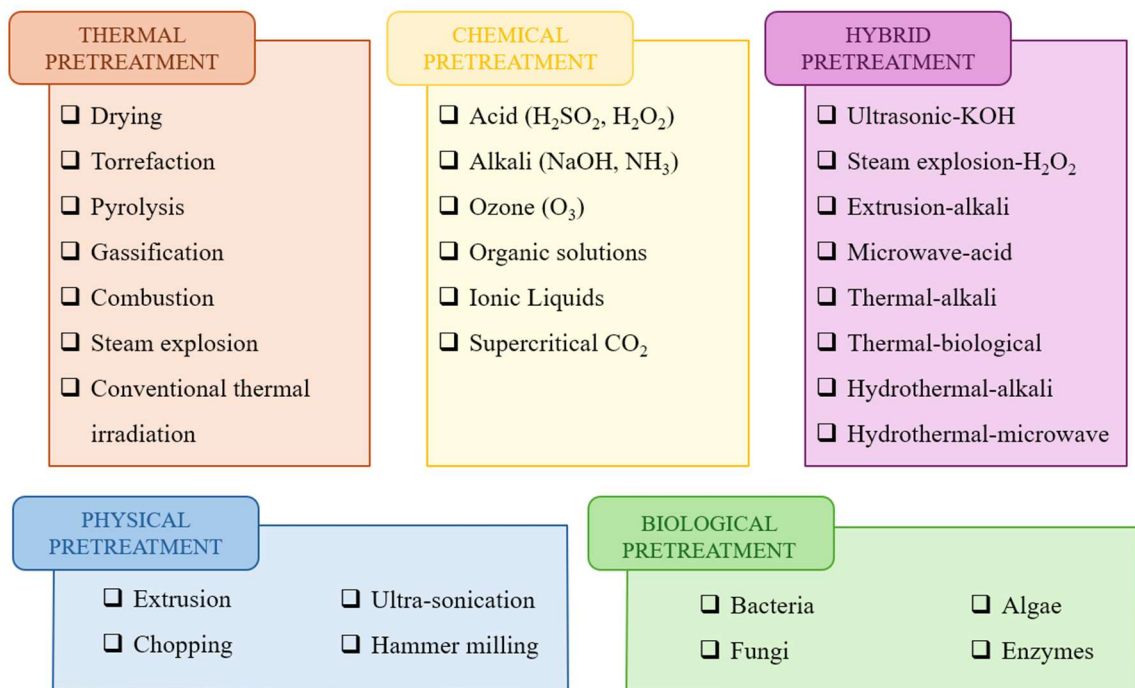 THERMAL
PRETREATMENT
❑ Drying
❑ Torrefaction
❑ Pyrolysis
❑ Gassification
❑ Combustion
❑ Steam explosion
❑ Conventional thermal
irradiation
CHEMICAL
PRETREATMENT
❑ Acid (H₂SO₂, H₂O₂)
❑ Alkali (NaOH, NH₃)
❑ Ozone (O₃)
❑ Organic solutions
❑ Ionic Liquids
❑ Supercritical CO₂
HYBRID
PRETREATMENT
❑ Ultrasonic-KOH
❑ Steam explosion-H₂O₂
❑ Extrusion-alkali
❑ Microwave-acid
❑ Thermal-alkali
❑ Thermal-biological
❑ Hydrothermal-alkali
❑ Hydrothermal-microwave
PHYSICAL
PRETREATMENT
❑ Extrusion
❑ Chopping
❑ Ultra-sonication
❑ Hammer milling
BIOLOGICAL
PRETREATMENT
❑ Bacteria
❑ Fungi
❑ Algae
❑ Enzymes